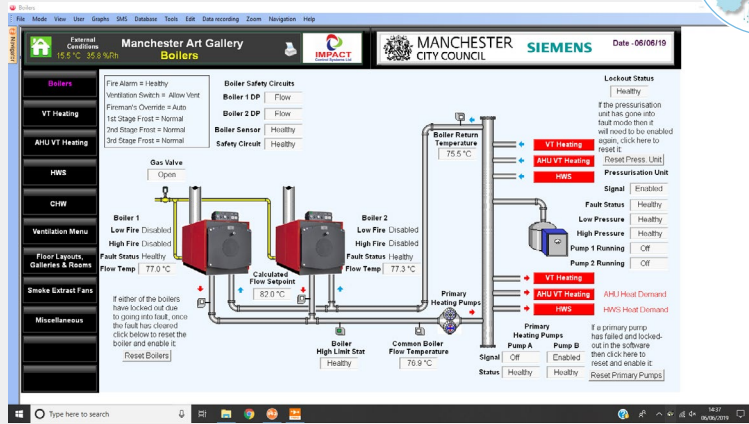 Boilers
File Mode View User Graphs SMS Database Tools Edit Data recording Zoom Navigation Help
Navigator
External
Conditions
15.5 °C 35.8 %Rh
Manchester Art Gallery
Boilers
IMPACT
Control Systems Ltd
MANCHESTER
CITY COUNCIL
SIEMENS
Date - 06/06/19
Boilers
VT Heating
AHU VT Heating
HWS
CHW
Ventilation Menu
Floor Layouts,
Galleries & Rooms
Smoke Extract Fans
Miscellaneous
Fire Alarm = Healthy
Ventilation Switch = Allow Vent
Fireman's Override = Auto
1st Stage Frost = Normal
2nd Stage Frost = Normal
3rd Stage Frost = Normal
Boiler Safety Circuits
Boiler 1 DP Flow
Boiler 2 DP Flow
Boiler Sensor Healthy
Safety Circuit Healthy
Gas Valve
Open
Boiler 1
Low Fire Disabled
High Fire Disabled
Fault Status Healthy
Flow Temp 77.0 °C
Boiler 2
Low Fire Disabled
High Fire Disabled
Fault Status Healthy
Flow Temp 77.3 °C
Calculated
Flow Setpoint
82.0 °C
If either of the boilers
have locked out due
to going into fault, once
the fault has cleared
click below to reset the
boiler and enable it:
Reset Boilers
Boiler
High Limit Stat
Healthy
Common Boiler
Flow Temperature
76.9 °C
Boiler Return
Temperature
75.5 °C
Primary
Heating Pumps
VT Heating
AHU VT Heating
HWS
VT Heating
AHU VT Heating AHU Heat Demand
HWS HWS Heat Demand
Primary
Heating Pumps
Pump A Pump B
Signal Off Enabled
Status Healthy Healthy
Lockout Status
Healthy
If the pressurisation
unit has gone into
fault mode then it
will need to be enabled
again, click here to
reset it:
Reset Press. Unit
Pressurisation Unit
Signal Enabled
Fault Status Healthy
Low Pressure Healthy
High Pressure Healthy
Pump 1 Running Off
Pump 2 Running Off
If a primary pump
has failed and locked-
out in the software
then click here to
reset and enable it:
Reset Primary Pumps
Type here to search
14:37
06/06/2019